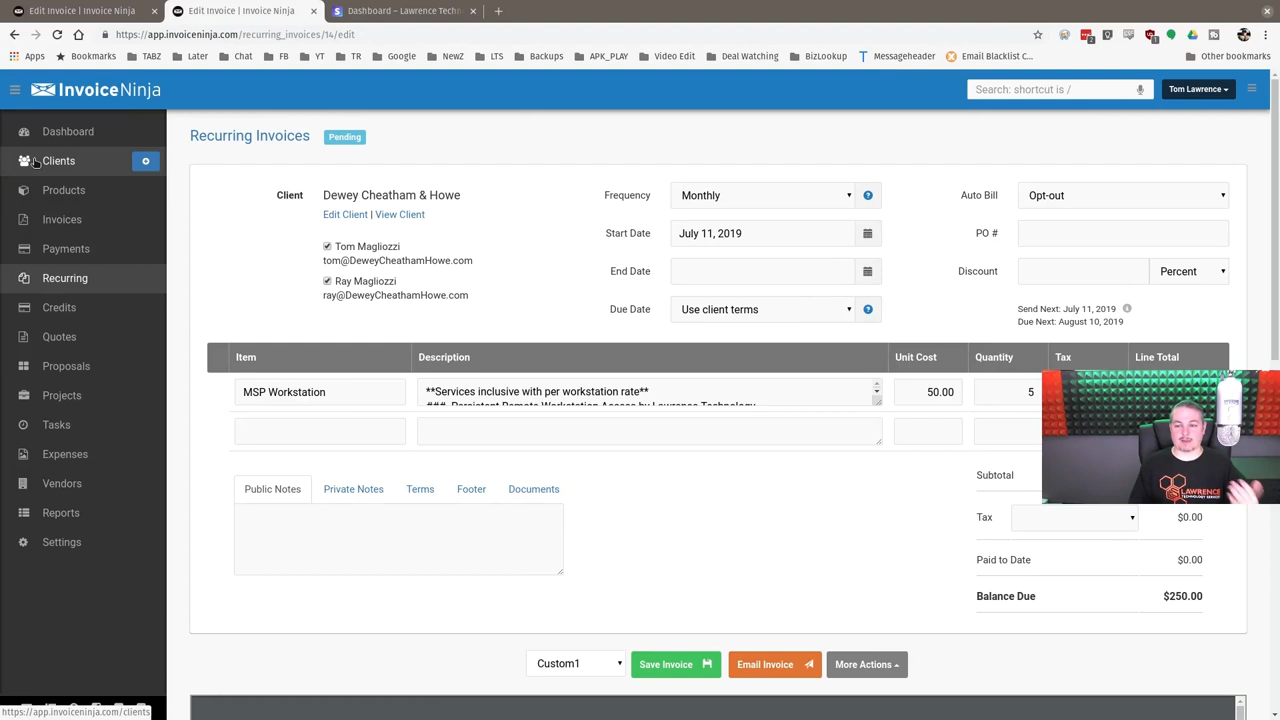 Edit Invoice | Invoice Ninja
Edit Invoice | Invoice Ninja
Dashboard – Lawrence Techn
https://app.invoiceninja.com/recurring_invoices/14/edit
Apps
Bookmarks
TABZ
Later
Chat
FB
YT
TR
Google
NewZ
LTS
Backups
APK_PLAY
Video Edit
Deal Watching
BizLookup
Messageheader
Email Blacklist C...
Other bookmarks
InvoiceNinja
Search: shortcut is /
Tom Lawrence
Dashboard
Clients
Products
Invoices
Payments
Recurring
Credits
Quotes
Proposals
Projects
Tasks
Expenses
Vendors
Reports
Settings
Recurring Invoices
Pending
Client
Dewey Cheatham & Howe
Edit Client | View Client
Tom Magliozzi
tom@DeweyCheathamHowe.com
Ray Magliozzi
ray@DeweyCheathamHowe.com
Frequency
Monthly
Start Date
July 11, 2019
End Date
Due Date
Use client terms
Auto Bill
Opt-out
PO #
Discount
Percent
Send Next: July 11, 2019
Due Next: August 10, 2019
Item
Description
Unit Cost
Quantity
Tax
Line Total
MSP Workstation
**Services inclusive with per workstation rate**
### Persistent Remote Workstation Access by Lawrence Technology
50.00
5
Public Notes
Private Notes
Terms
Footer
Documents
Subtotal
Tax
$0.00
Paid to Date
$0.00
Balance Due
$250.00
LAWRENCE
Custom1
Save Invoice
Email Invoice
More Actions
https://app.invoiceninja.com/clients